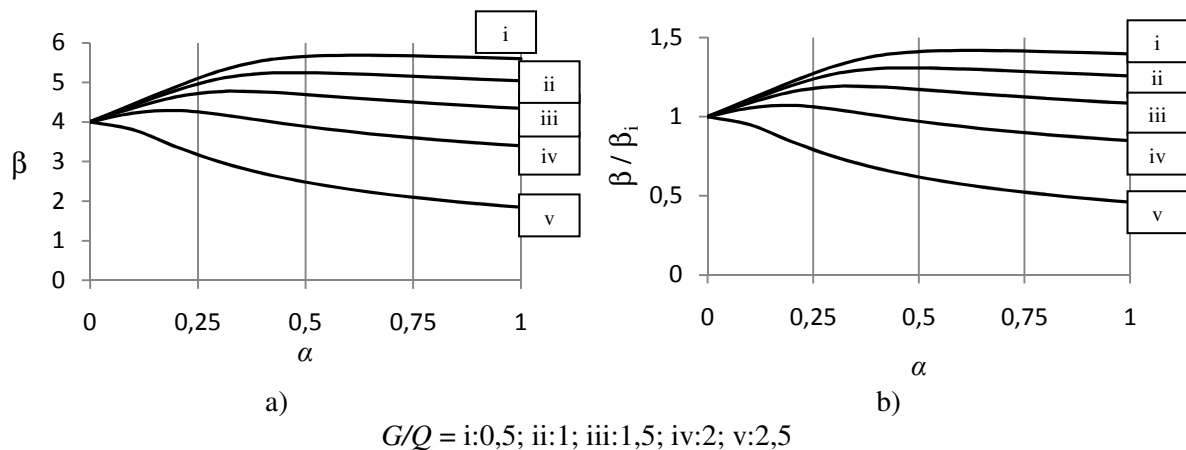 6
5
4
3
2
1
0
β
i
ii
iii
iv
v
0 0,25 0,5 0,75 1
α
a)
1,5
1
0,5
0
β / βi
i
ii
iii
iv
v
0 0,25 0,5 0,75 1
α
b)
G/Q = i:0,5; ii:1; iii:1,5; iv:2; v:2,5